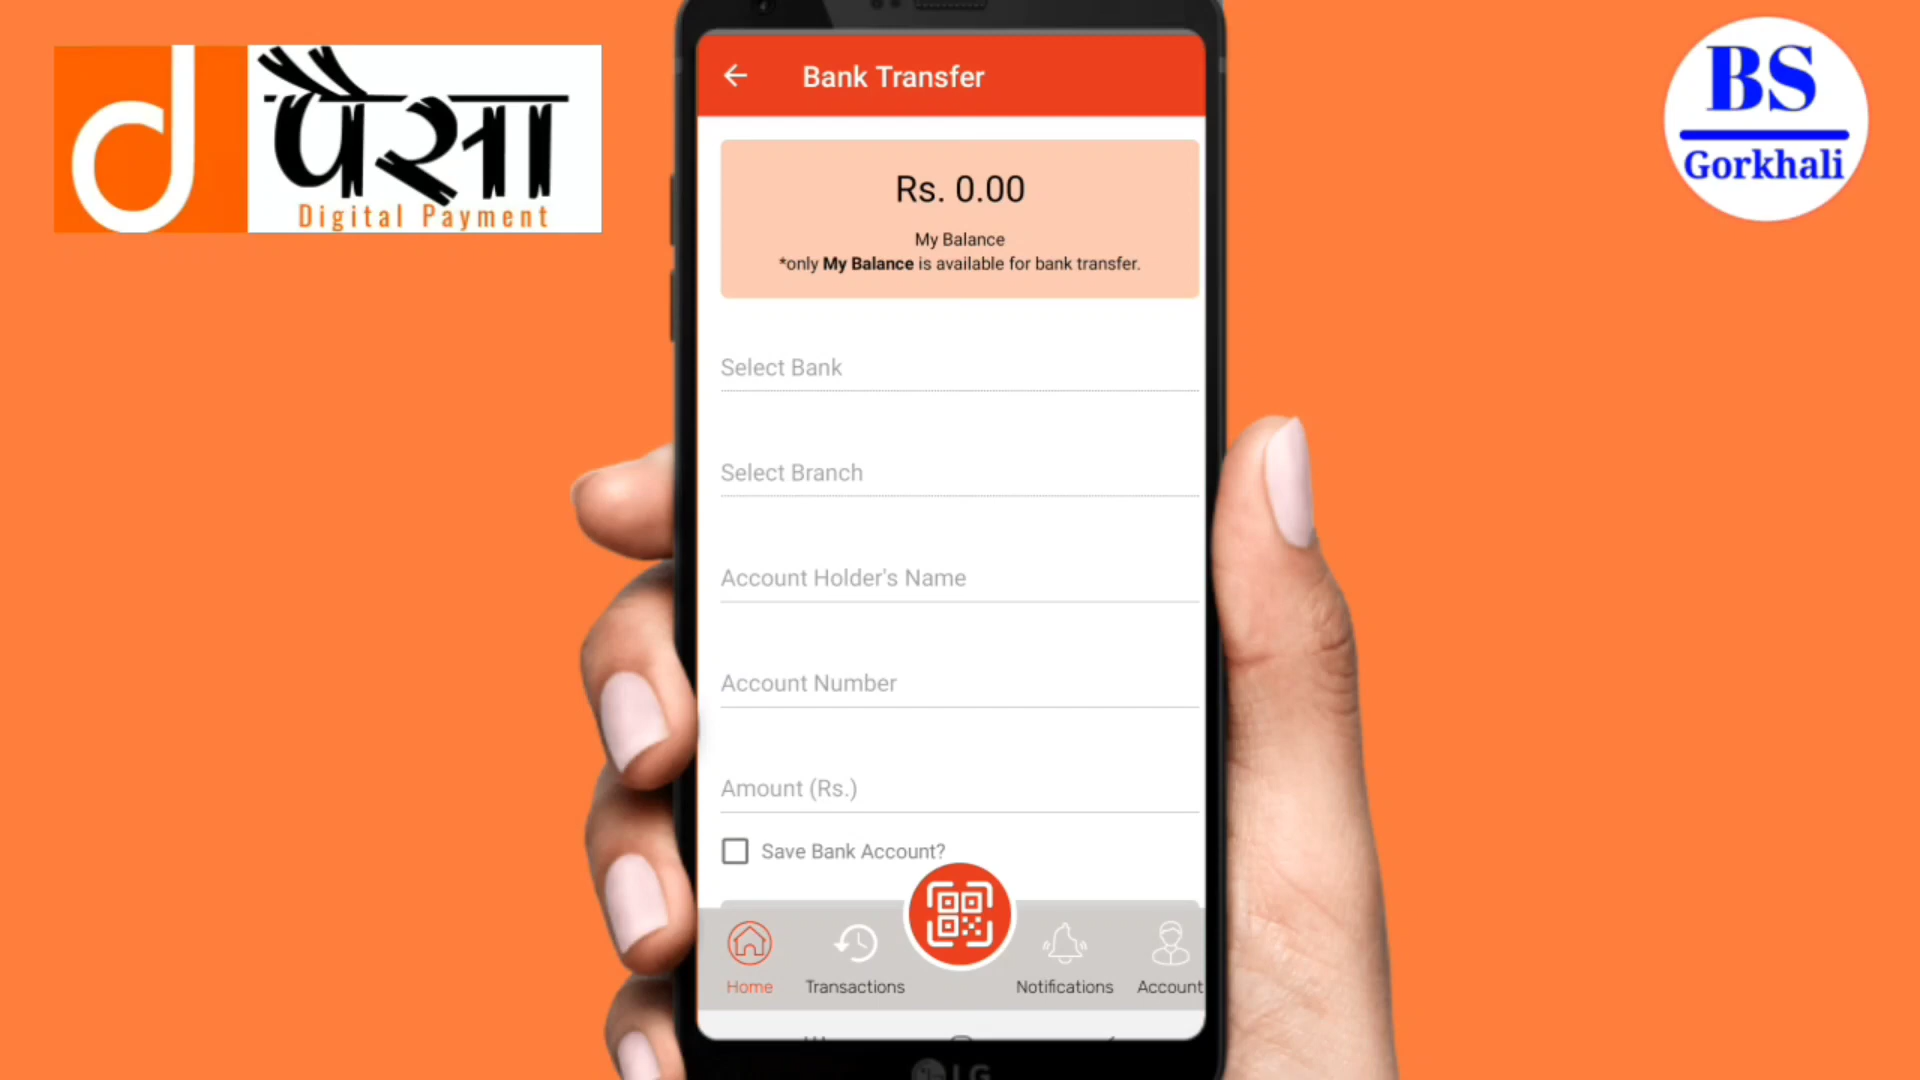 d पैसा
Digital Payment
BS
Gorkhali
Bank Transfer
Rs. 0.00
My Balance
*only My Balance is available for bank transfer.
Select Bank
Select Branch
Account Holder's Name
Account Number
Amount (Rs.)
Save Bank Account?
Home
Transactions
Notifications
Account
LG